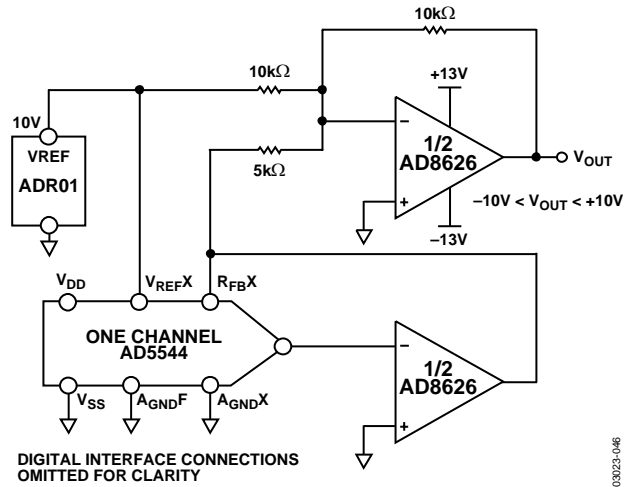 10kΩ
10kΩ
+13V
10V
VREF
ADR01
5kΩ
–
1/2
AD8626
+
VOUT
–10V < VOUT < +10V
–13V
VDD
VREFX
RFBX
ONE CHANNEL
AD5544
–
1/2
AD8626
+
VSS
AGNDF
AGNDX
DIGITAL INTERFACE CONNECTIONS
OMITTED FOR CLARITY
03023-046